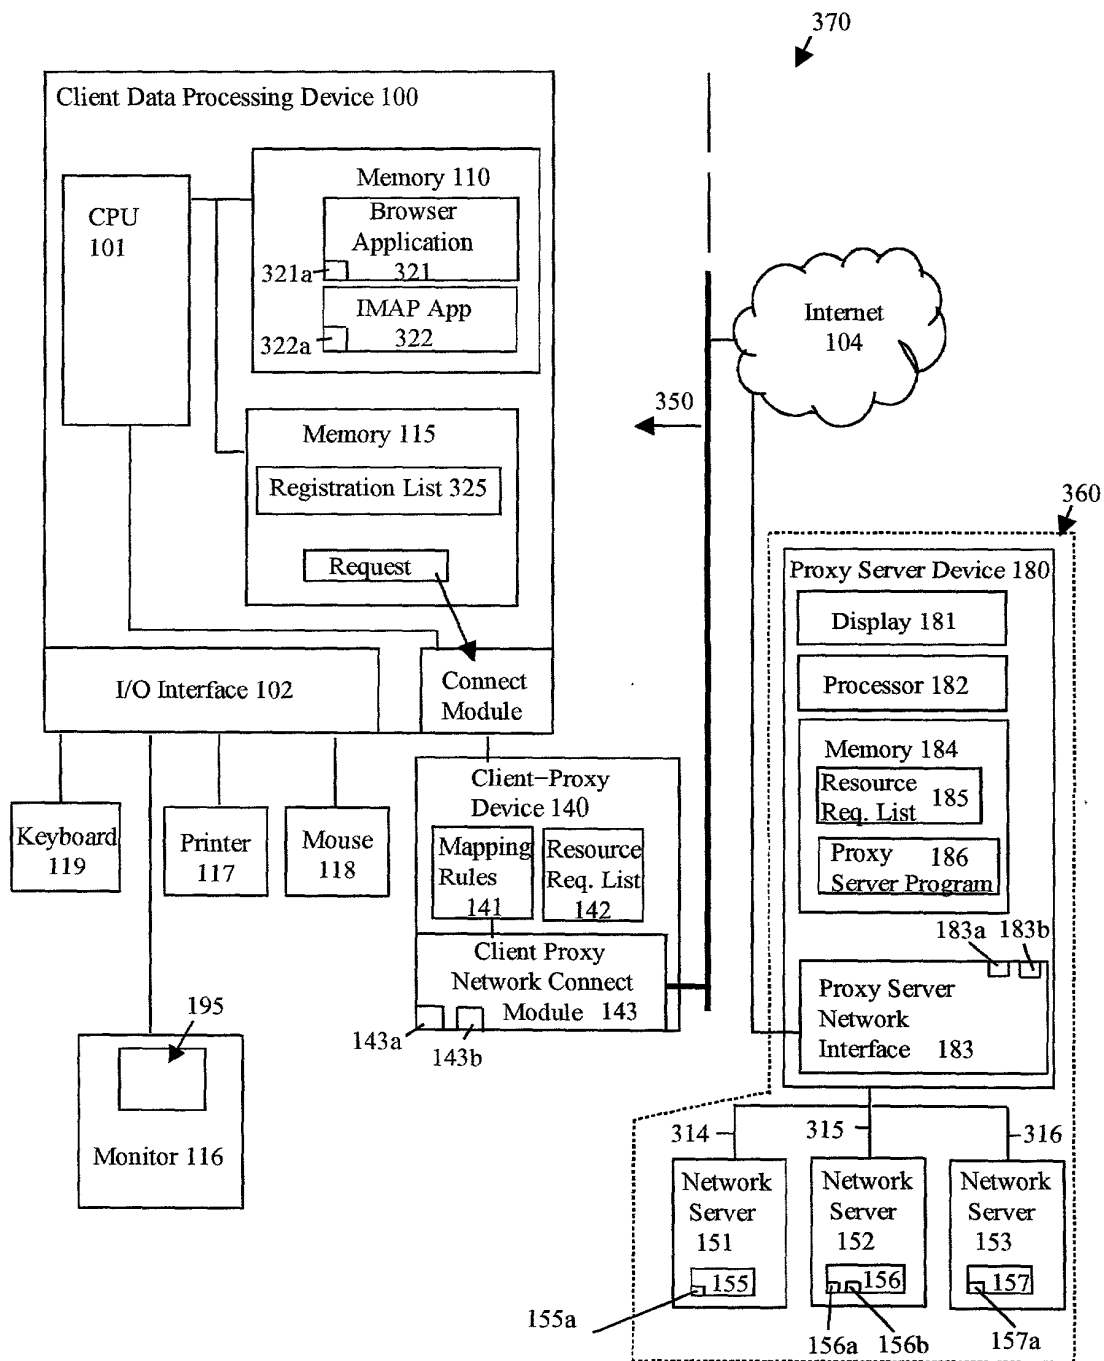 370
Client Data Processing Device 100
CPU
101
Memory 110
Browser
Application
321
321a
IMAP App
322
322a
Internet
104
350
Memory 115
Registration List 325
Request
360
I/O Interface 102
Connect
Module
Proxy Server Device 180
Display 181
Processor 182
Memory 184
Resource
Req. List
185
Proxy
Server Program
186
183a
183b
Proxy Server
Network
Interface 183
Keyboard
119
Printer
117
Mouse
118
Client-Proxy
Device 140
Mapping
Rules
141
Resource
Req. List
142
Client Proxy
Network Connect
Module 143
143a
143b
195
Monitor 116
314
315
316
Network
Server
151
155
155a
Network
Server
152
156
156a
156b
Network
Server
153
157
157a